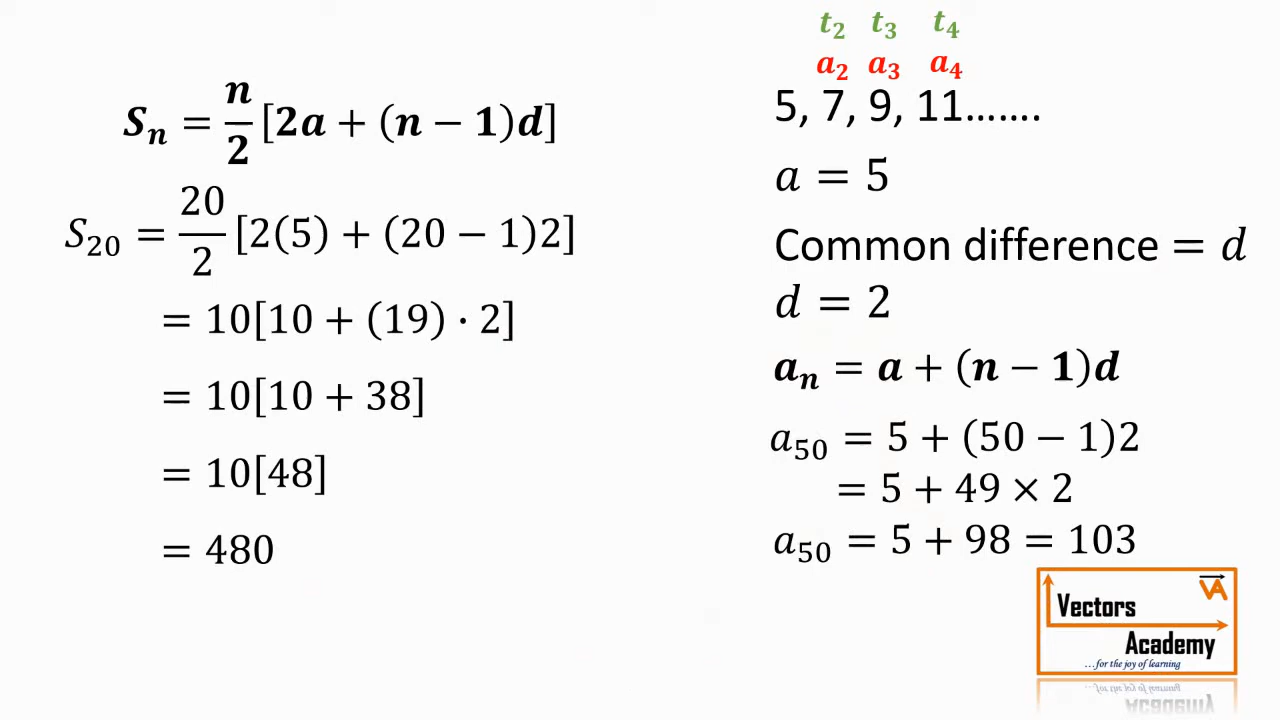 Sₙ = n/2 [2a + (n − 1)d]
S₂₀ = 20/2 [2(5) + (20 − 1)2]
= 10[10 + (19) · 2]
= 10[10 + 38]
= 10[48]
= 480
t₂ t₃ t₄
a₂ a₃ a₄
5, 7, 9, 11.......
a = 5
Common difference = d
d = 2
aₙ = a + (n − 1)d
a₅₀ = 5 + (50 − 1)2
= 5 + 49 × 2
a₅₀ = 5 + 98 = 103
VA
Vectors
Academy
...for the joy of learning